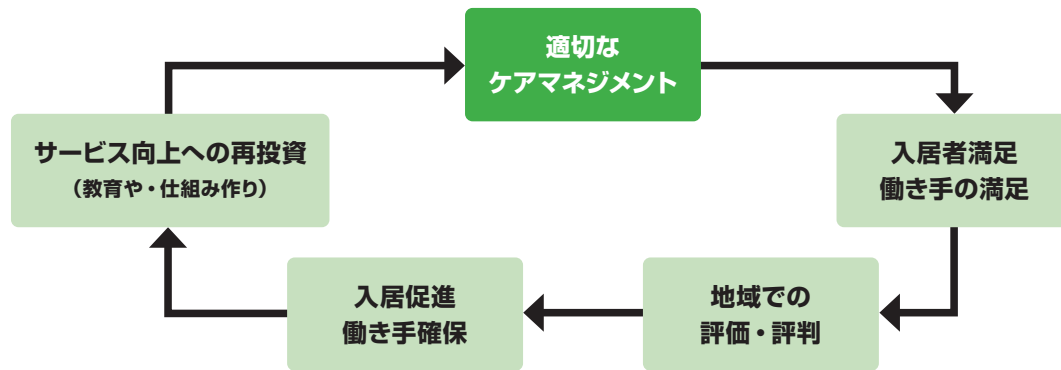 適切な
ケアマネジメント
入居者満足
働き手の満足
地域での
評価・評判
入居促進
働き手確保
サービス向上への再投資
（教育や・仕組み作り）